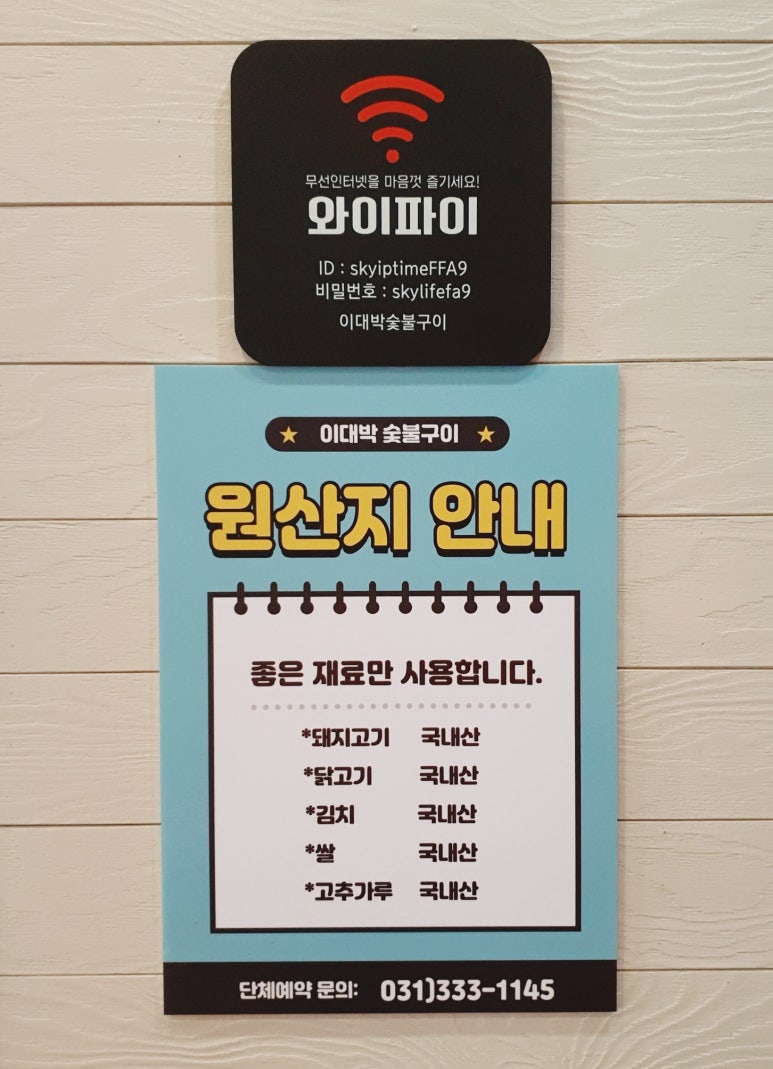 무선인터넷을 마음껏 즐기세요!
와이파이
ID : skyiptimeFFA9
비밀번호 : skylifefa9
이대박숯불구이
★ 이대박 숯불구이 ★
원산지 안내
좋은 재료만 사용합니다.
*돼지고기 국내산
*닭고기 국내산
*김치 국내산
*쌀 국내산
*고추가루 국내산
단체예약 문의: 031)333-1145